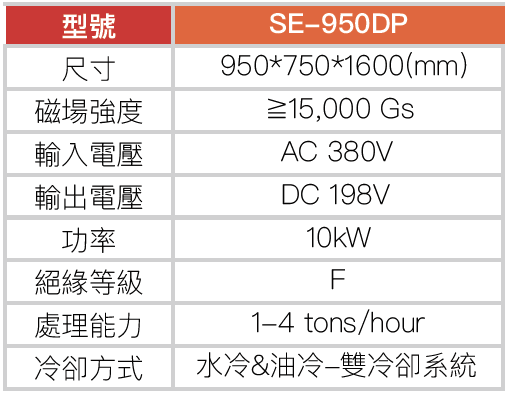 型號 SE-950DP
尺寸 950*750*1600(mm)
磁場強度 ≧15,000 Gs
輸入電壓 AC 380V
輸出電壓 DC 198V
功率 10kW
絕緣等級 F
處理能力 1-4 tons/hour
冷卻方式 水冷&油冷-雙冷卻系統